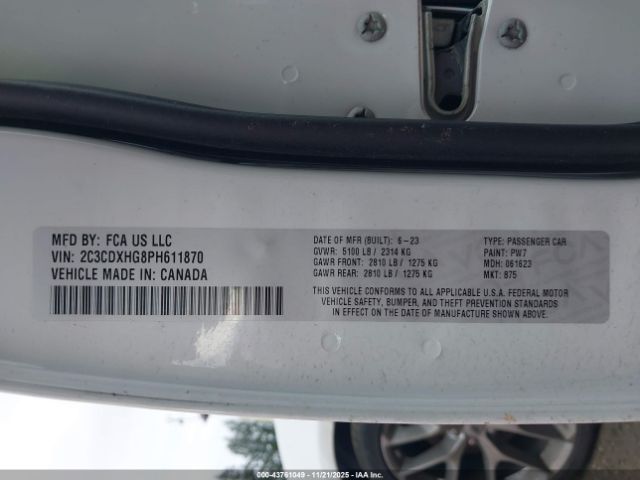 MFD BY: FCA US LLC
VIN: 2C3CDXHG8PH611870
VEHICLE MADE IN: CANADA
DATE OF MFR (BUILT): 6-23
GVWR: 5100 LB / 2314 KG
GAWR FRONT: 2810 LB / 1275 KG
GAWR REAR: 2810 LB / 1275 KG
TYPE: PASSENGER CAR
PAINT: PW7
MDH: 061623
MKT: 875
THIS VEHICLE CONFORMS TO ALL APPLICABLE U.S.A. FEDERAL MOTOR
VEHICLE SAFETY, BUMPER, AND THEFT PREVENTION STANDARDS
IN EFFECT ON THE DATE OF MANUFACTURE SHOWN ABOVE.
000-43761049 - 11/21/2025 - IAAI.COM